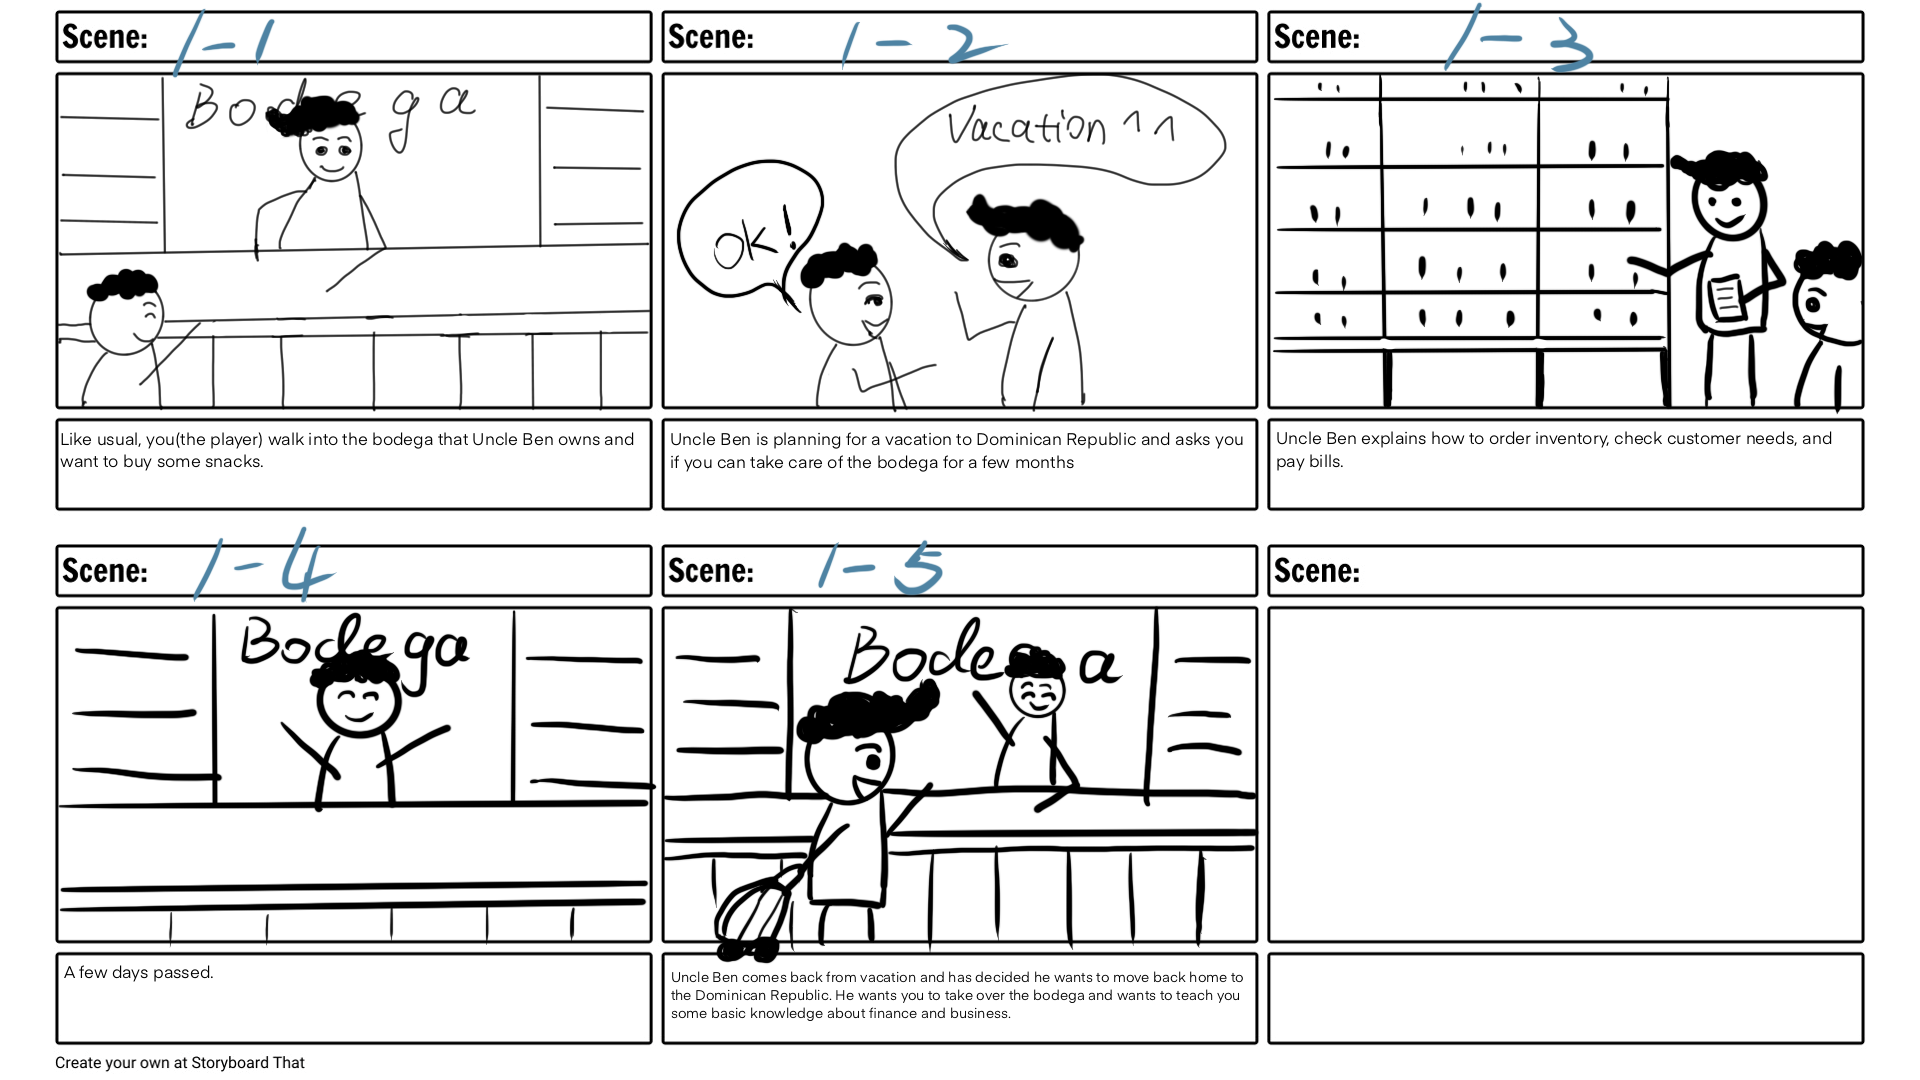 Scene: 1-1
Bodega
Like usual, you(the player) walk into the bodega that Uncle Ben owns and
want to buy some snacks.
Scene: 1-2
Vacation ^^
OK!
Uncle Ben is planning for a vacation to Dominican Republic and asks you
if you can take care of the bodega for a few months
Scene: 1-3
Uncle Ben explains how to order inventory, check customer needs, and
pay bills.
Scene: 1-4
Bodega
A few days passed.
Scene: 1-5
Bodega
Uncle Ben comes back from vacation and has decided he wants to move back home to
the Dominican Republic. He wants you to take over the bodega and wants to teach you
some basic knowledge about finance and business.
Scene:
Create your own at Storyboard That